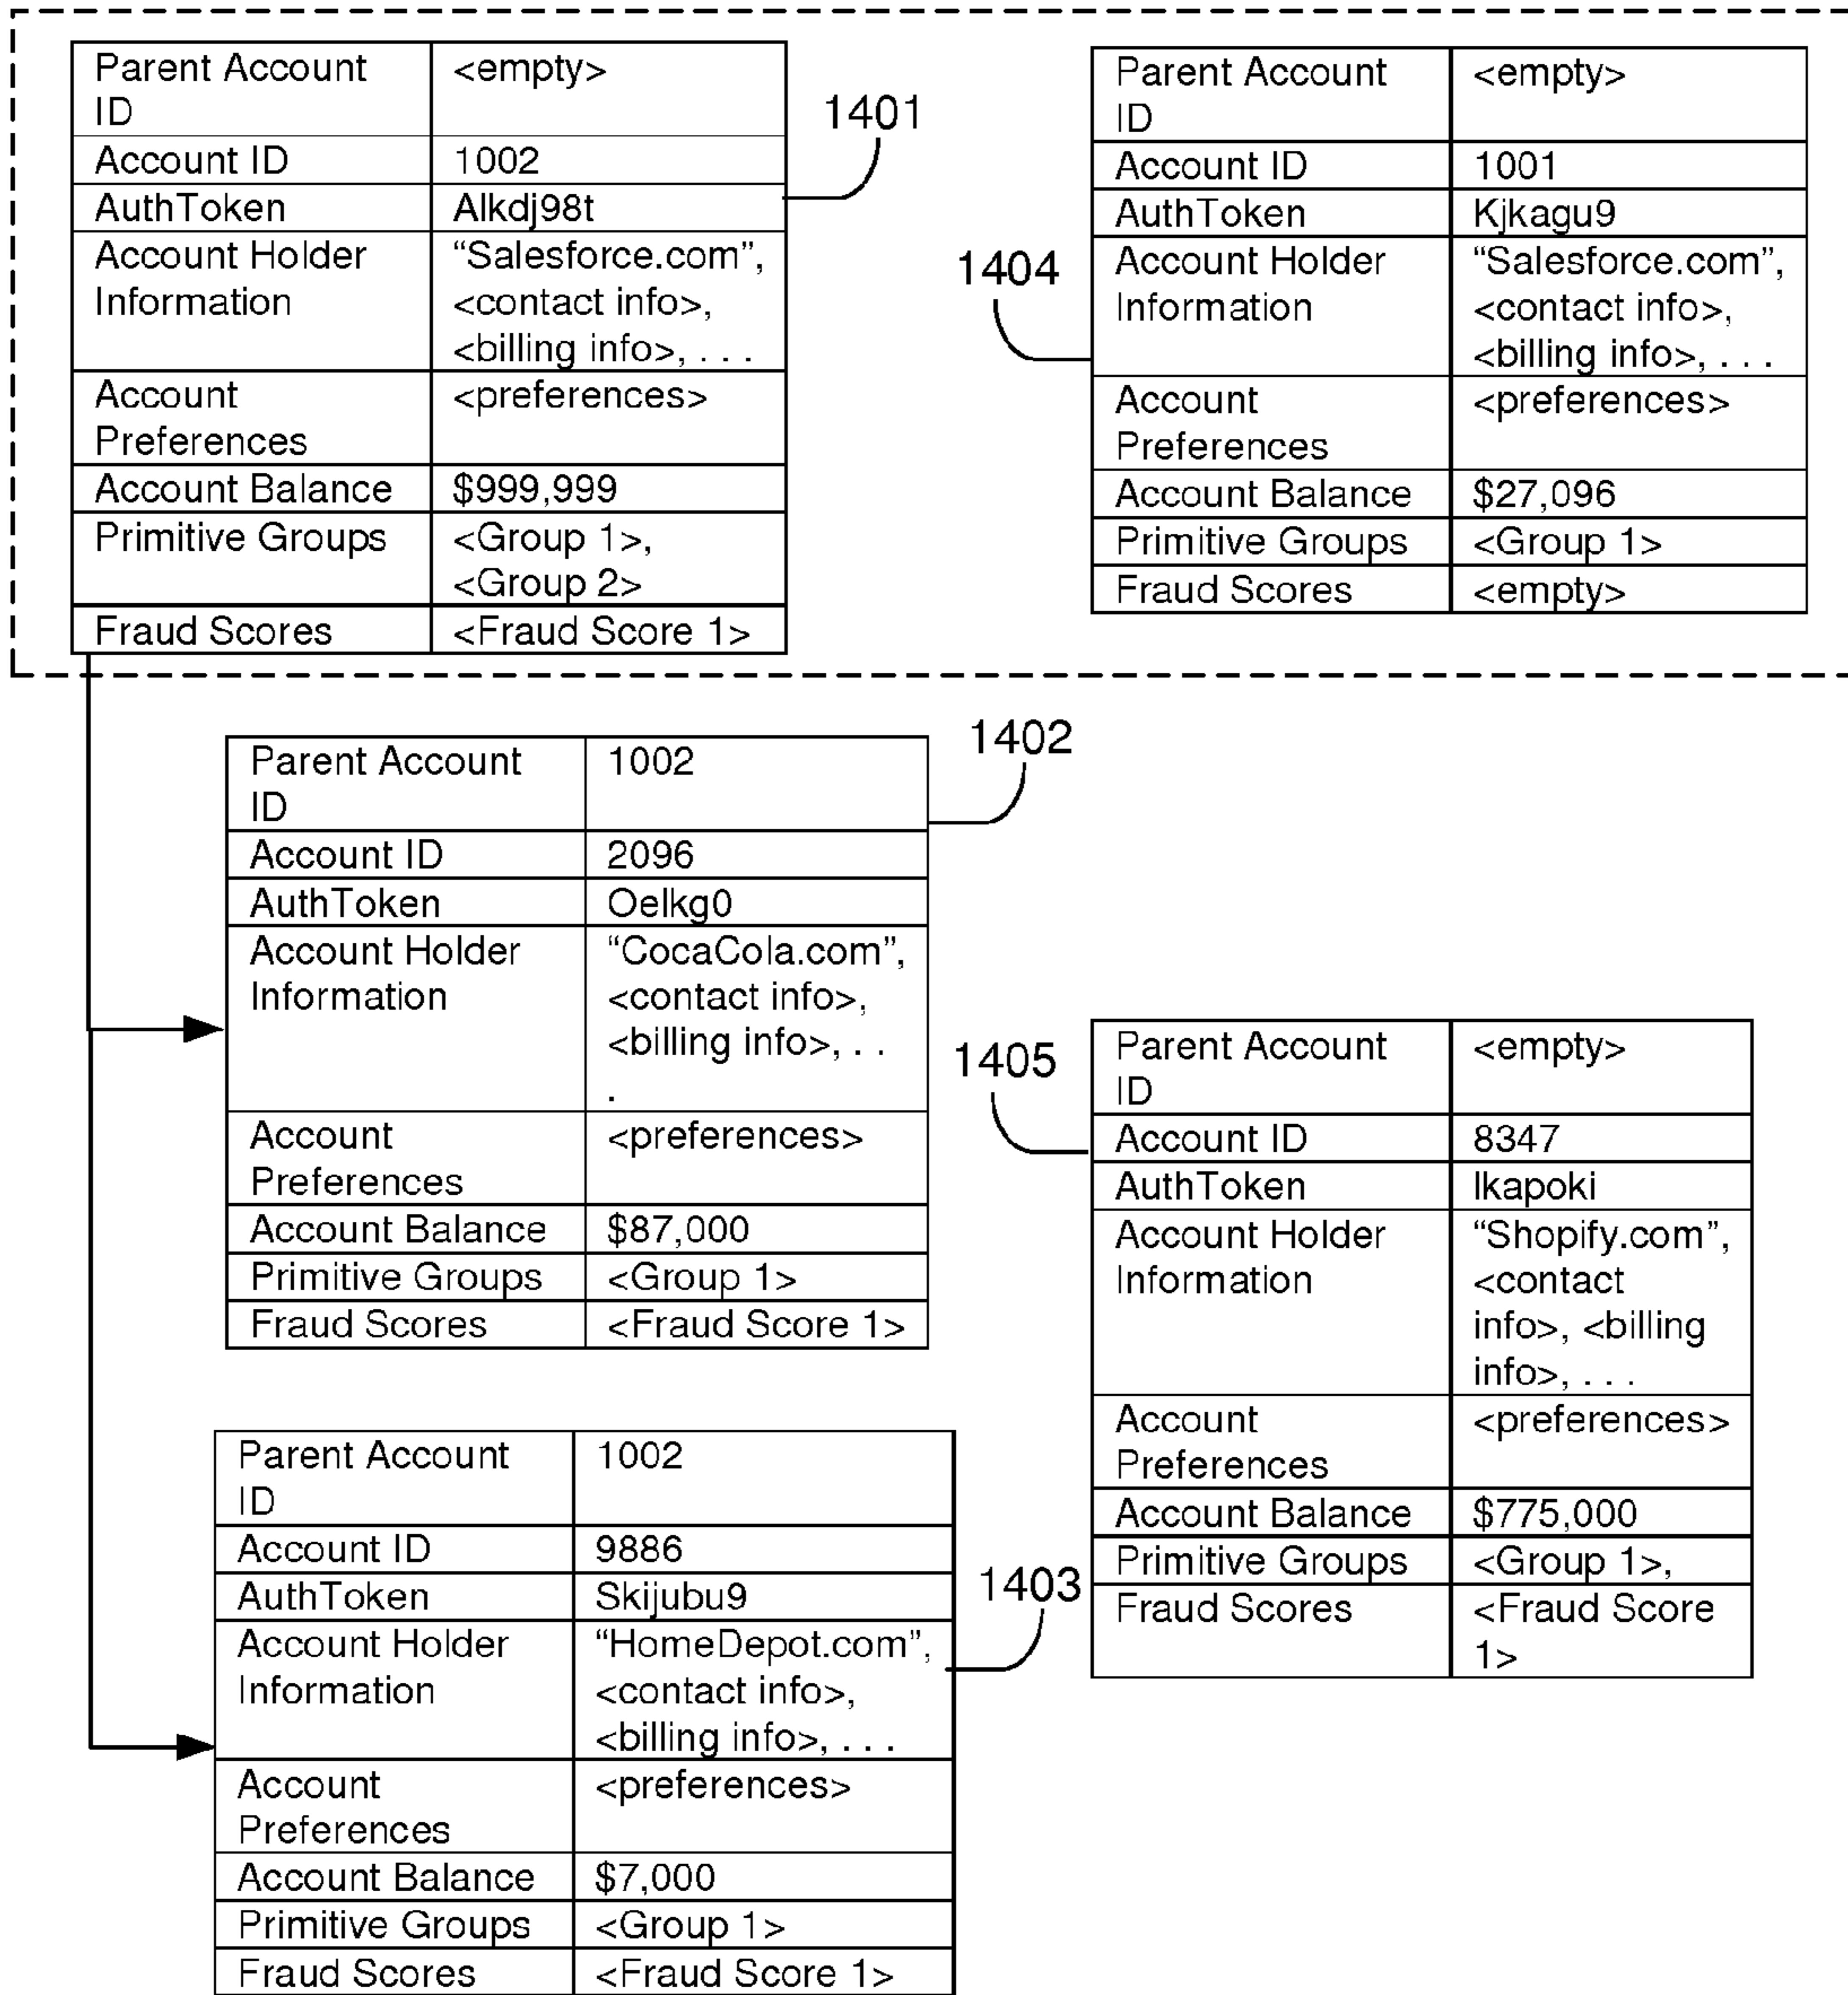 Parent Account <empty>
ID
Account ID 1002
AuthToken Alkdj98t
Account Holder "Salesforce.com",
Information <contact info>,
<billing info>, . . .
Account <preferences>
Preferences
Account Balance $999,999
Primitive Groups <Group 1>,
<Group 2>
Fraud Scores <Fraud Score 1>
1401
Parent Account <empty>
ID
Account ID 1001
AuthToken Kjkagu9
Account Holder "Salesforce.com",
Information <contact info>,
<billing info>, . . .
Account <preferences>
Preferences
Account Balance $27,096
Primitive Groups <Group 1>
Fraud Scores <empty>
1404
Parent Account 1002
ID
Account ID 2096
AuthToken Oelkg0
Account Holder "CocaCola.com",
Information <contact info>,
<billing info>, . .
.
Account <preferences>
Preferences
Account Balance $87,000
Primitive Groups <Group 1>
Fraud Scores <Fraud Score 1>
1402
1405
Parent Account <empty>
ID
Account ID 8347
AuthToken Ikapoki
Account Holder "Shopify.com",
Information <contact
info>, <billing
info>, . . .
Account <preferences>
Preferences
Account Balance $775,000
Primitive Groups <Group 1>,
Fraud Scores <Fraud Score
1>
Parent Account 1002
ID
Account ID 9886
AuthToken Skijubu9
Account Holder "HomeDepot.com",
Information <contact info>,
<billing info>, . . .
Account <preferences>
Preferences
Account Balance $7,000
Primitive Groups <Group 1>
Fraud Scores <Fraud Score 1>
1403